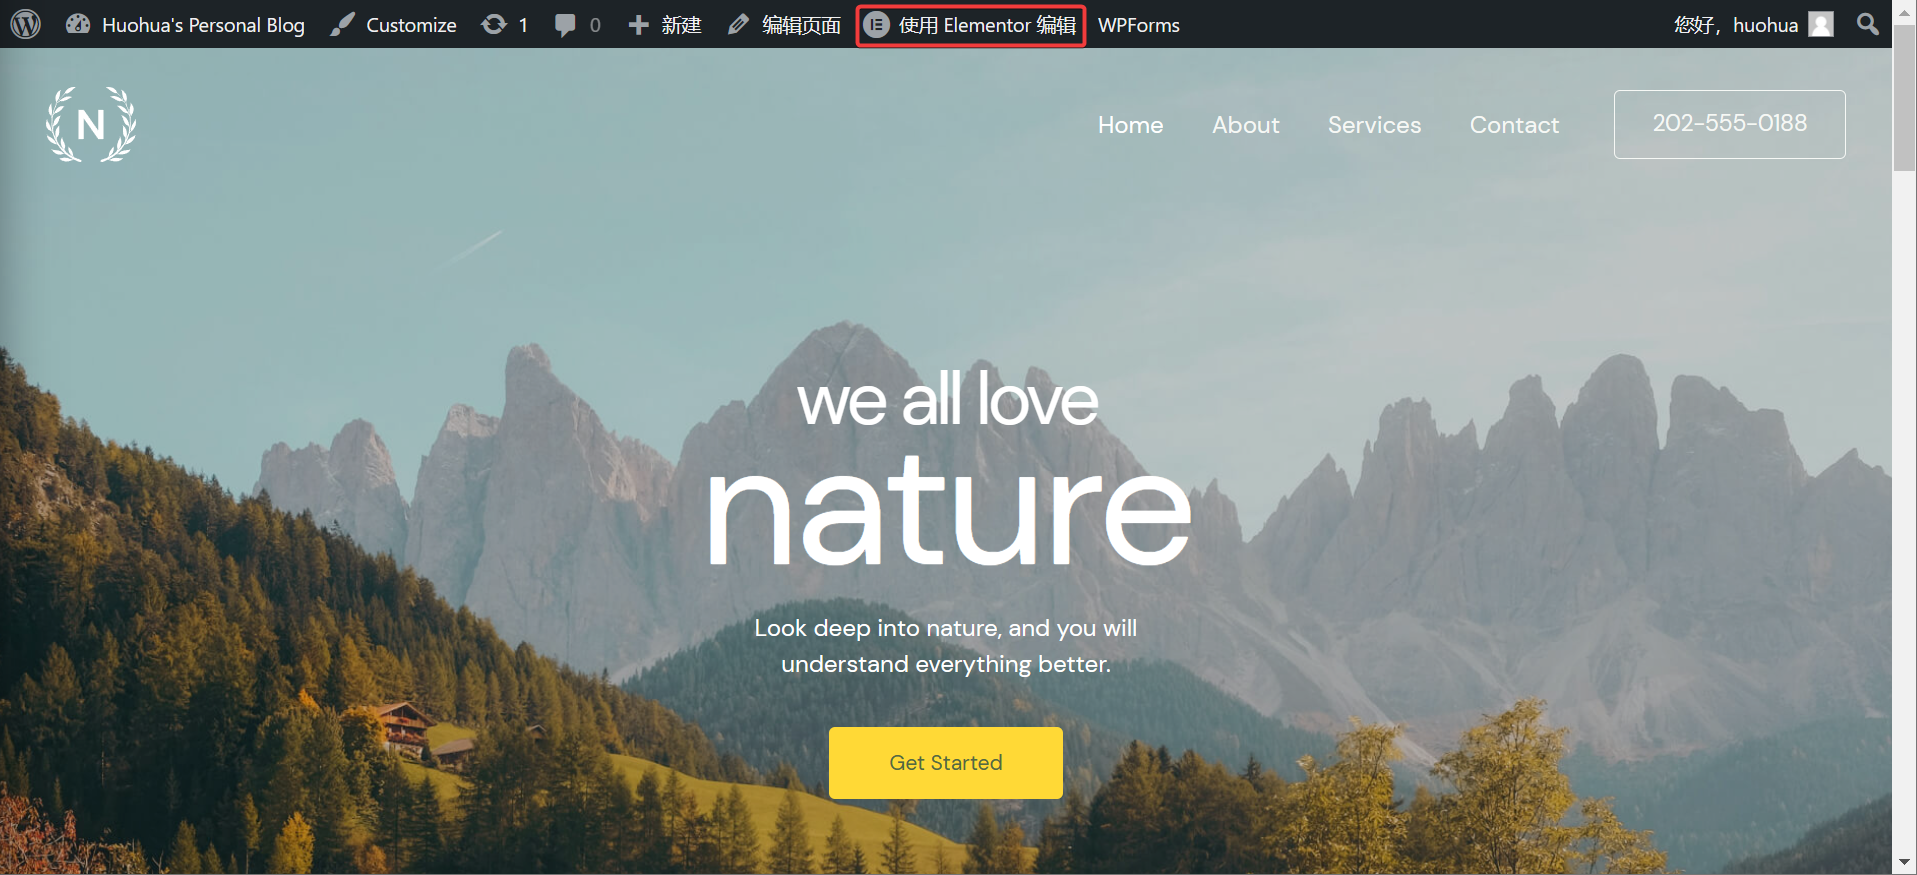 Huohua's Personal Blog Customize 1 0 新建 编辑页面 使用 Elementor 编辑 WPForms 您好，huohua
N
Home About Services Contact 202-555-0188
we all love
nature
Look deep into nature, and you will
understand everything better.
Get Started